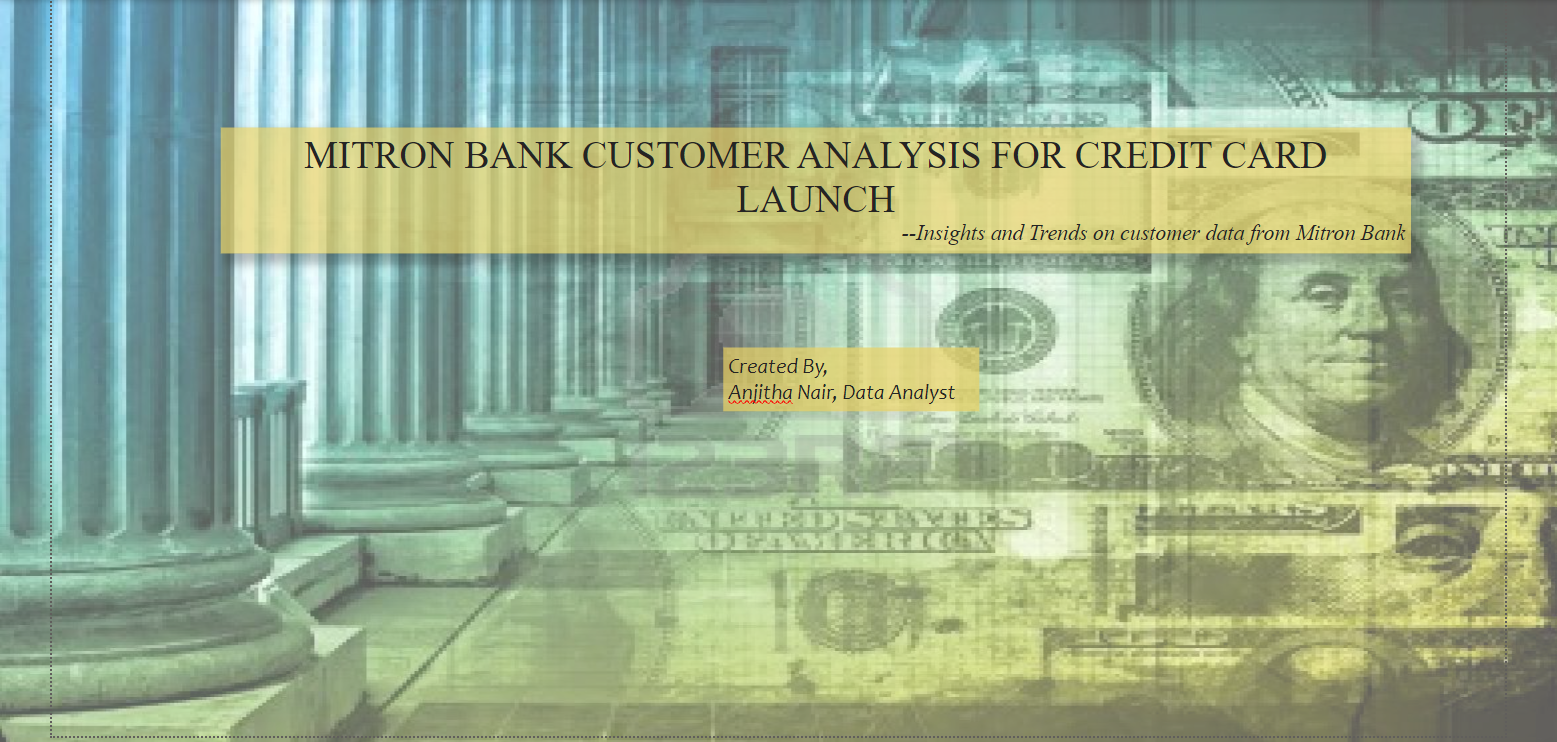 MITRON BANK CUSTOMER ANALYSIS FOR CREDIT CARD
LAUNCH
--Insights and Trends on customer data from Mitron Bank
Created By,
Anjitha Nair, Data Analyst